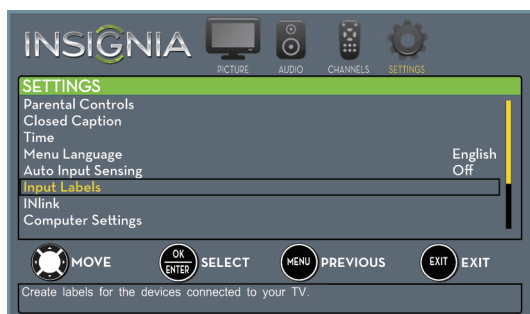 INSIGNIA
PICTURE AUDIO CHANNELS SETTINGS
SETTINGS
Parental Controls
Closed Caption
Time
Menu Language English
Auto Input Sensing Off
Input Labels
INlink
Computer Settings
MOVE OK ENTER SELECT MENU PREVIOUS EXIT EXIT
Create labels for the devices connected to your TV.